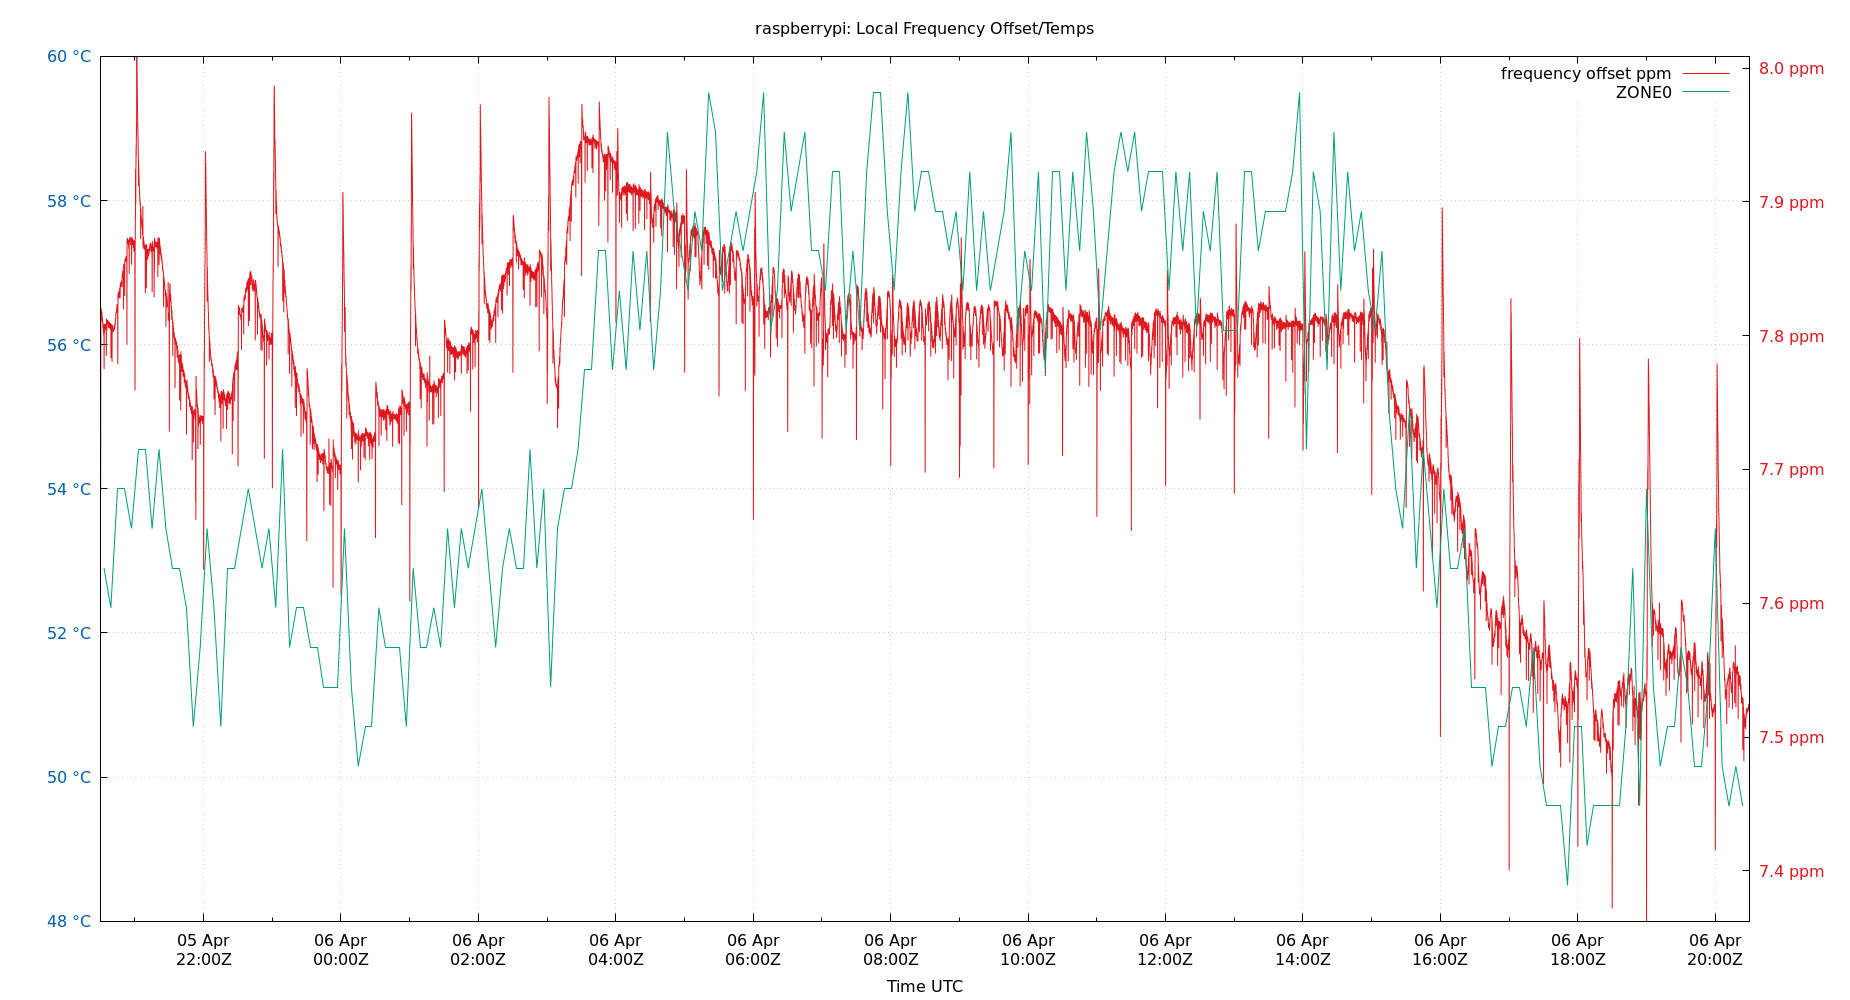 raspberrypi: Local Frequency Offset/Temps
frequency offset ppm
ZONE0
60 °C
58 °C
56 °C
54 °C
52 °C
50 °C
48 °C
8.0 ppm
7.9 ppm
7.8 ppm
7.7 ppm
7.6 ppm
7.5 ppm
7.4 ppm
05 Apr
22:00Z
06 Apr
00:00Z
06 Apr
02:00Z
06 Apr
04:00Z
06 Apr
06:00Z
06 Apr
08:00Z
06 Apr
10:00Z
06 Apr
12:00Z
06 Apr
14:00Z
06 Apr
16:00Z
06 Apr
18:00Z
06 Apr
20:00Z
Time UTC